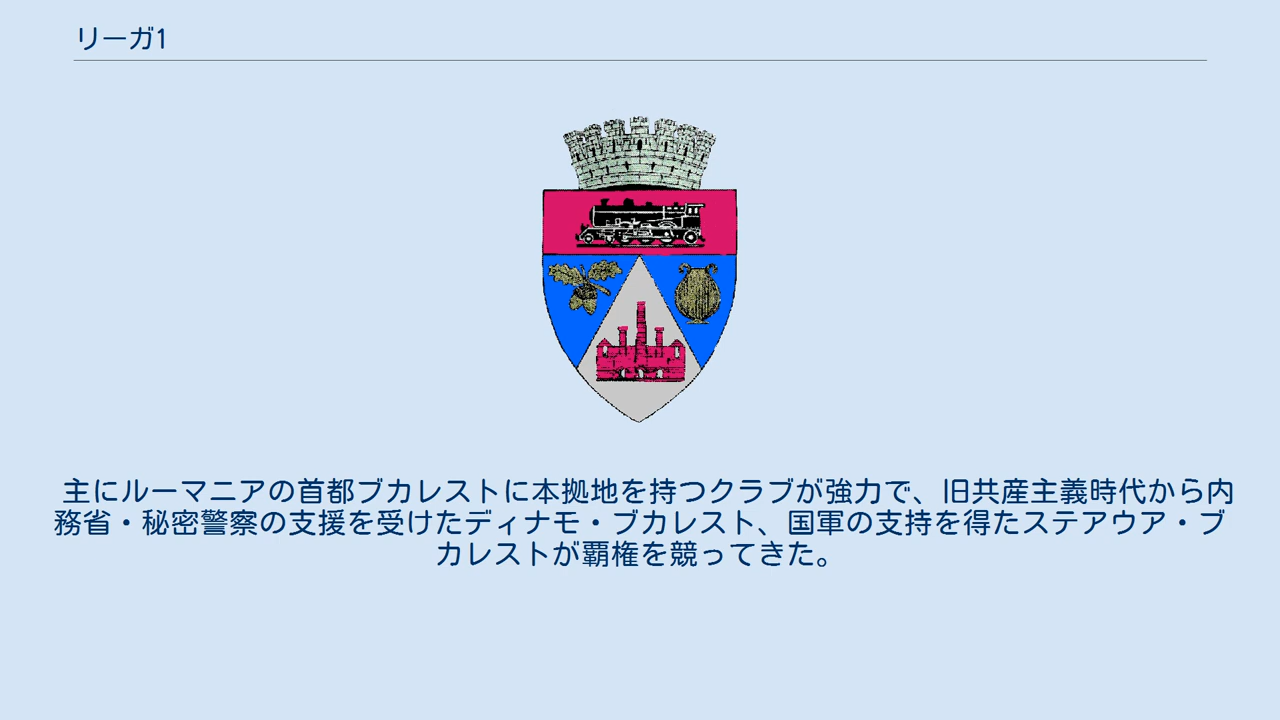 リーガ1
主にルーマニアの首都ブカレストに本拠地を持つクラブが強力で、旧共産主義時代から内
務省・秘密警察の支援を受けたディナモ・ブカレスト、国軍の支持を得たステアウア・ブ
カレストが覇権を競ってきた。